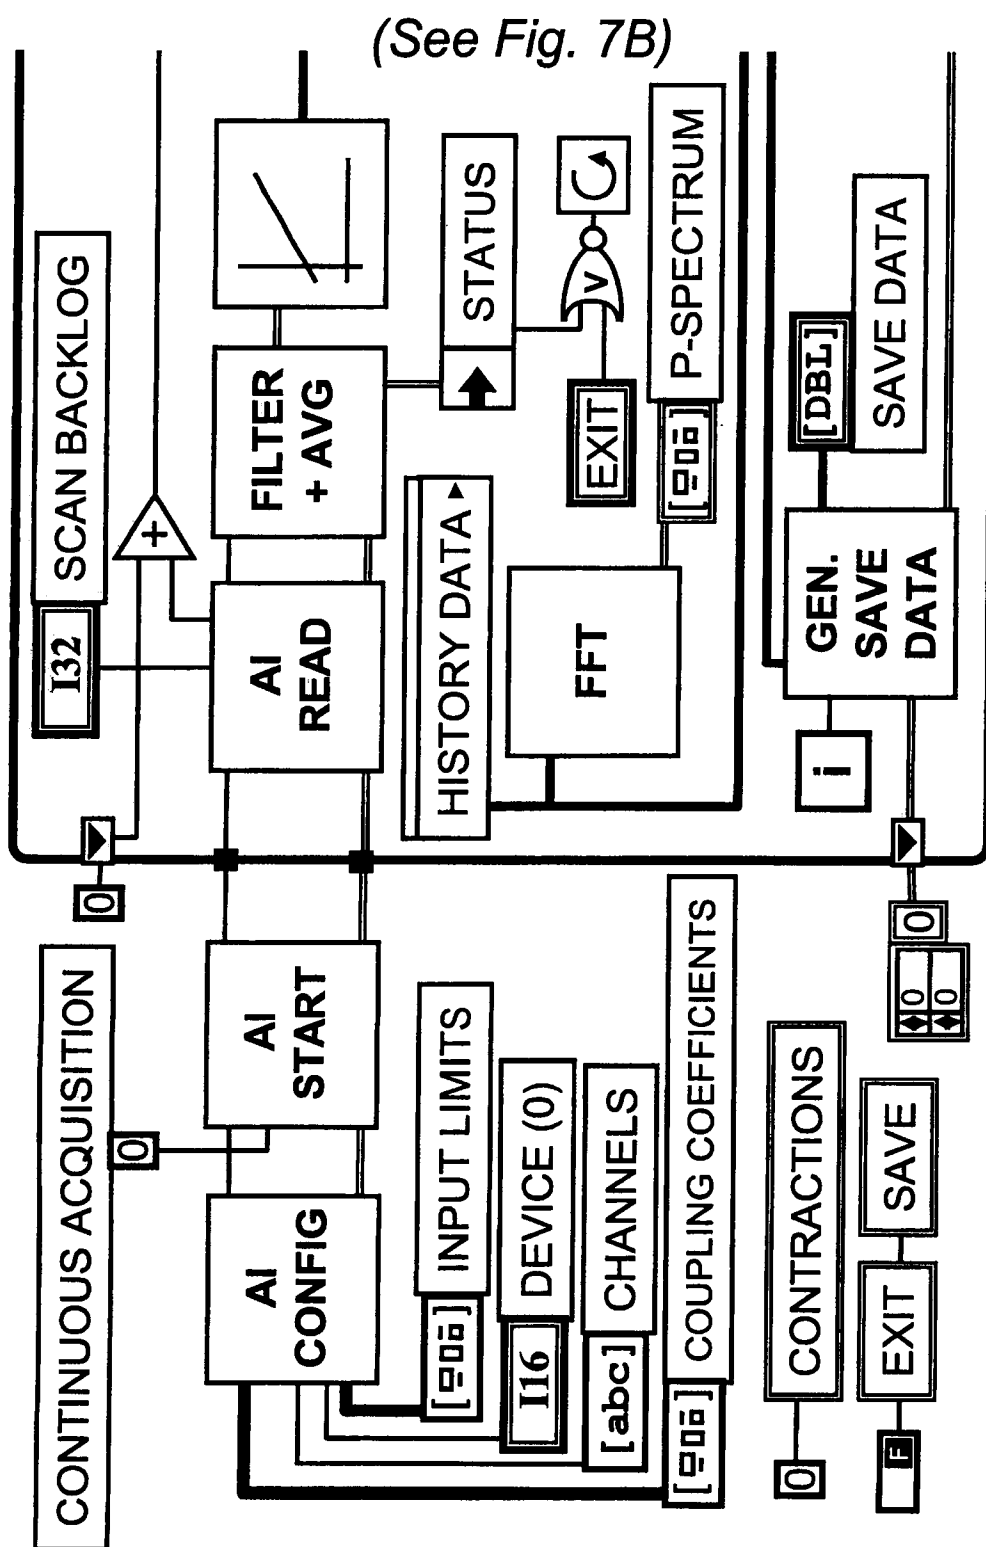 (See Fig. 7B)
CONTINUOUS ACQUISITION
0
0
I32
SCAN BACKLOG
+
AI
CONFIG
AI
START
AI
READ
FILTER
+ AVG
[abc]
INPUT LIMITS
I16
DEVICE (0)
CHANNELS
COUPLING COEFFICIENTS
HISTORY DATA
STATUS
EXIT
V
FFT
P-SPECTRUM
0
CONTRACTIONS
F
EXIT
SAVE
0
0
0
i
GEN.
SAVE
DATA
[DBL]
SAVE DATA